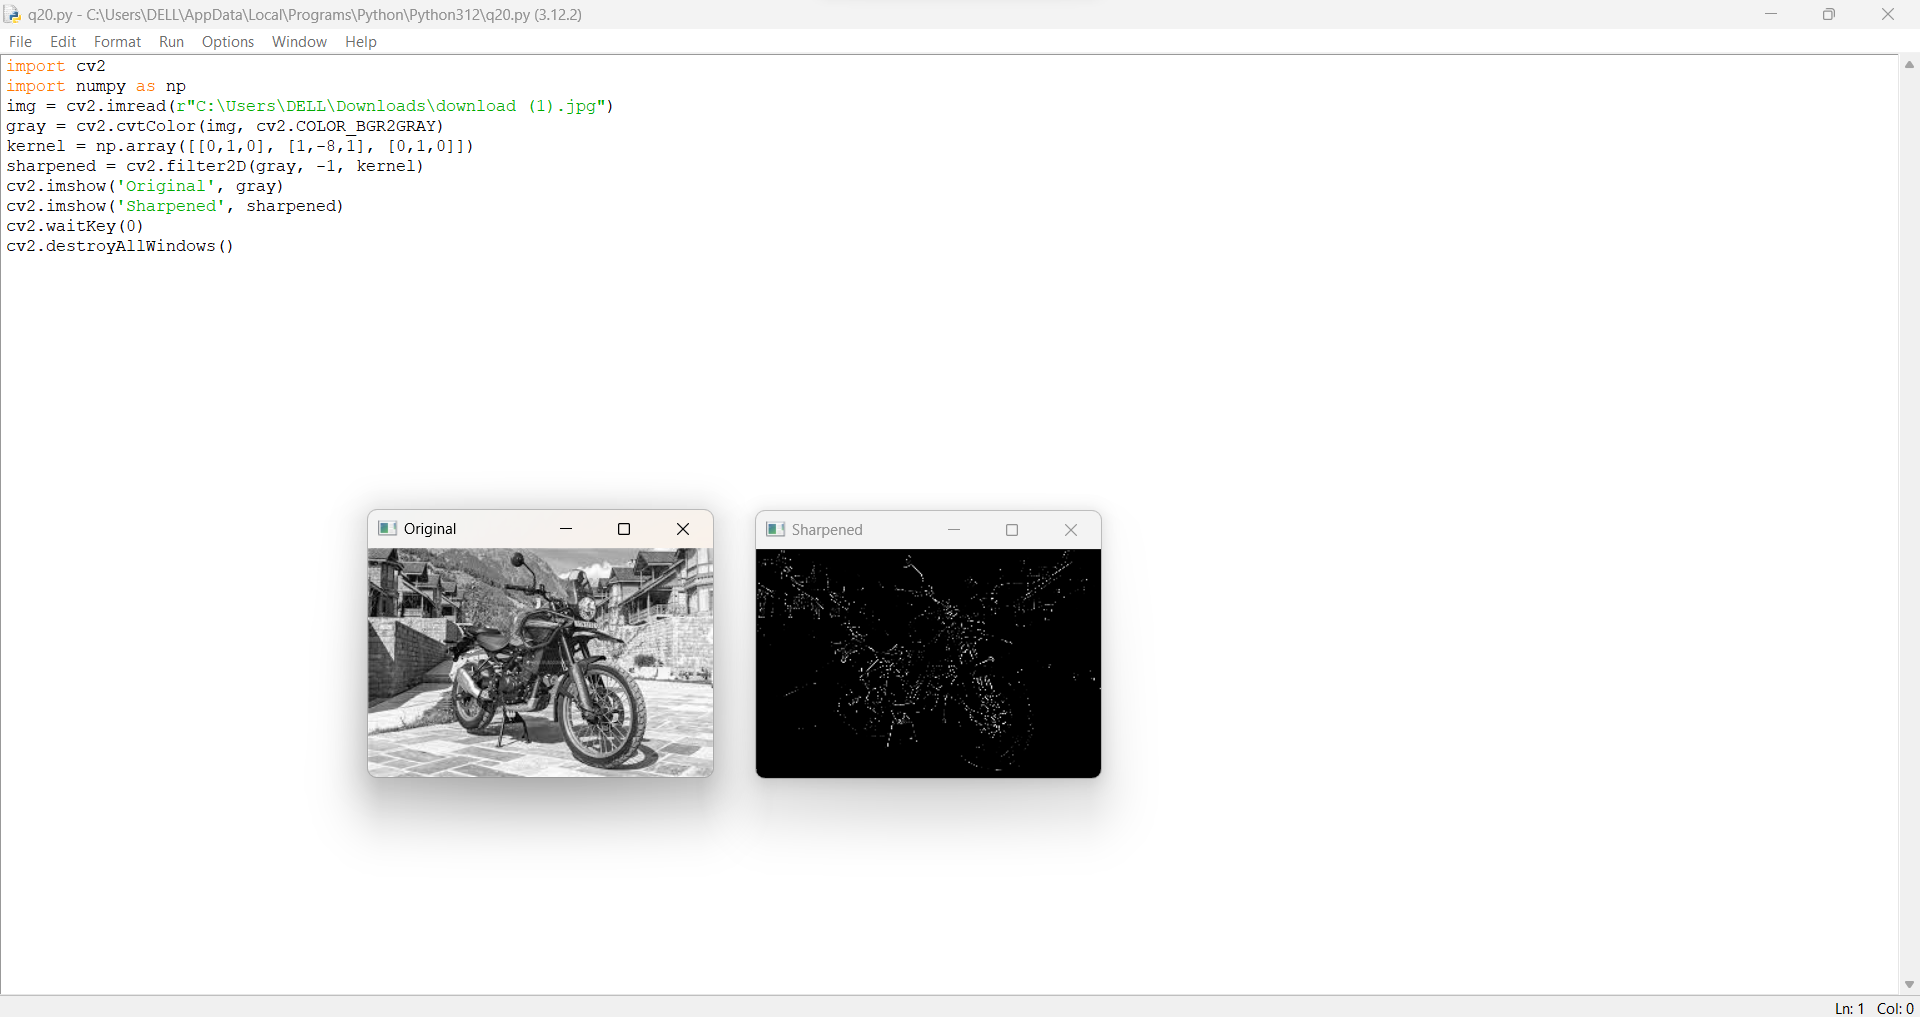 q20.py - C:\Users\DELL\AppData\Local\Programs\Python\Python312\q20.py (3.12.2)
File Edit Format Run Options Window Help
import cv2
import numpy as np
img = cv2.imread(r"C:\Users\DELL\Downloads\download (1).jpg")
gray = cv2.cvtColor(img, cv2.COLOR_BGR2GRAY)
kernel = np.array([[0,1,0], [1,-8,1], [0,1,0]])
sharpened = cv2.filter2D(gray, -1, kernel)
cv2.imshow('Original', gray)
cv2.imshow('Sharpened', sharpened)
cv2.waitKey(0)
cv2.destroyAllWindows()
Original
Sharpened
Ln: 1 Col: 0